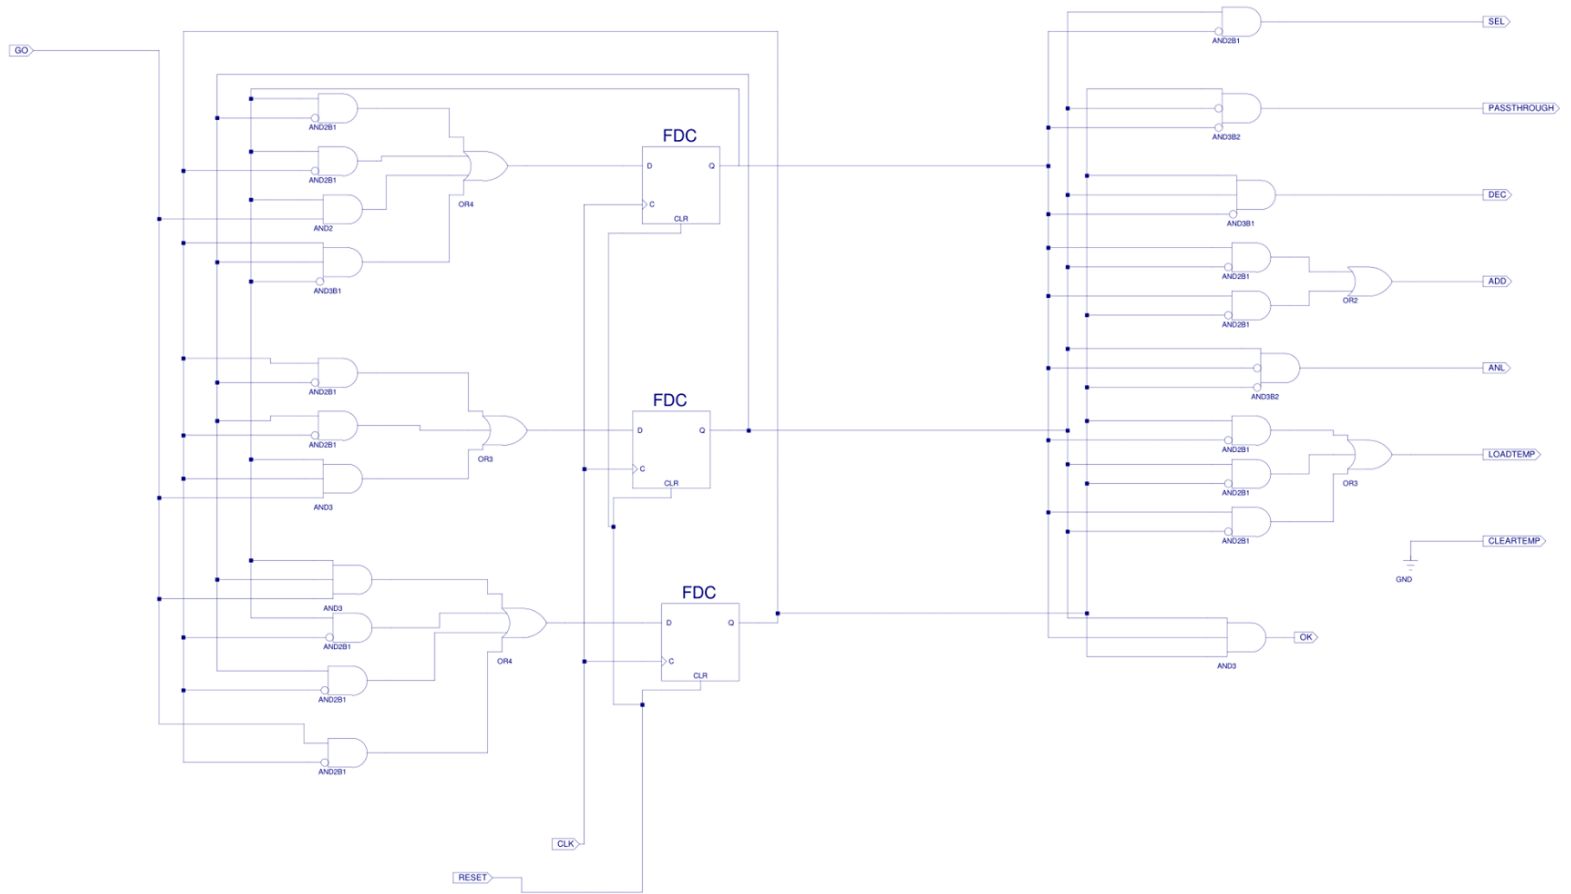 SEL
AND2B1
GO
AND2B1
PASSTHROUGH
AND3B2
FDC
D
Q
C
CLR
AND2B1
OR4
AND2
AND3B1
DEC
AND3B1
AND2B1
ADD
OR2
AND2B1
ANL
AND3B2
AND2B1
FDC
D
Q
C
CLR
AND2B1
OR3
AND3
AND2B1
LOADTEMP
OR3
AND2B1
AND2B1
CLEARTEMP
GND
FDC
D
Q
C
CLR
AND3
AND2B1
OR4
AND2B1
AND2B1
OK
AND3
CLK
RESET